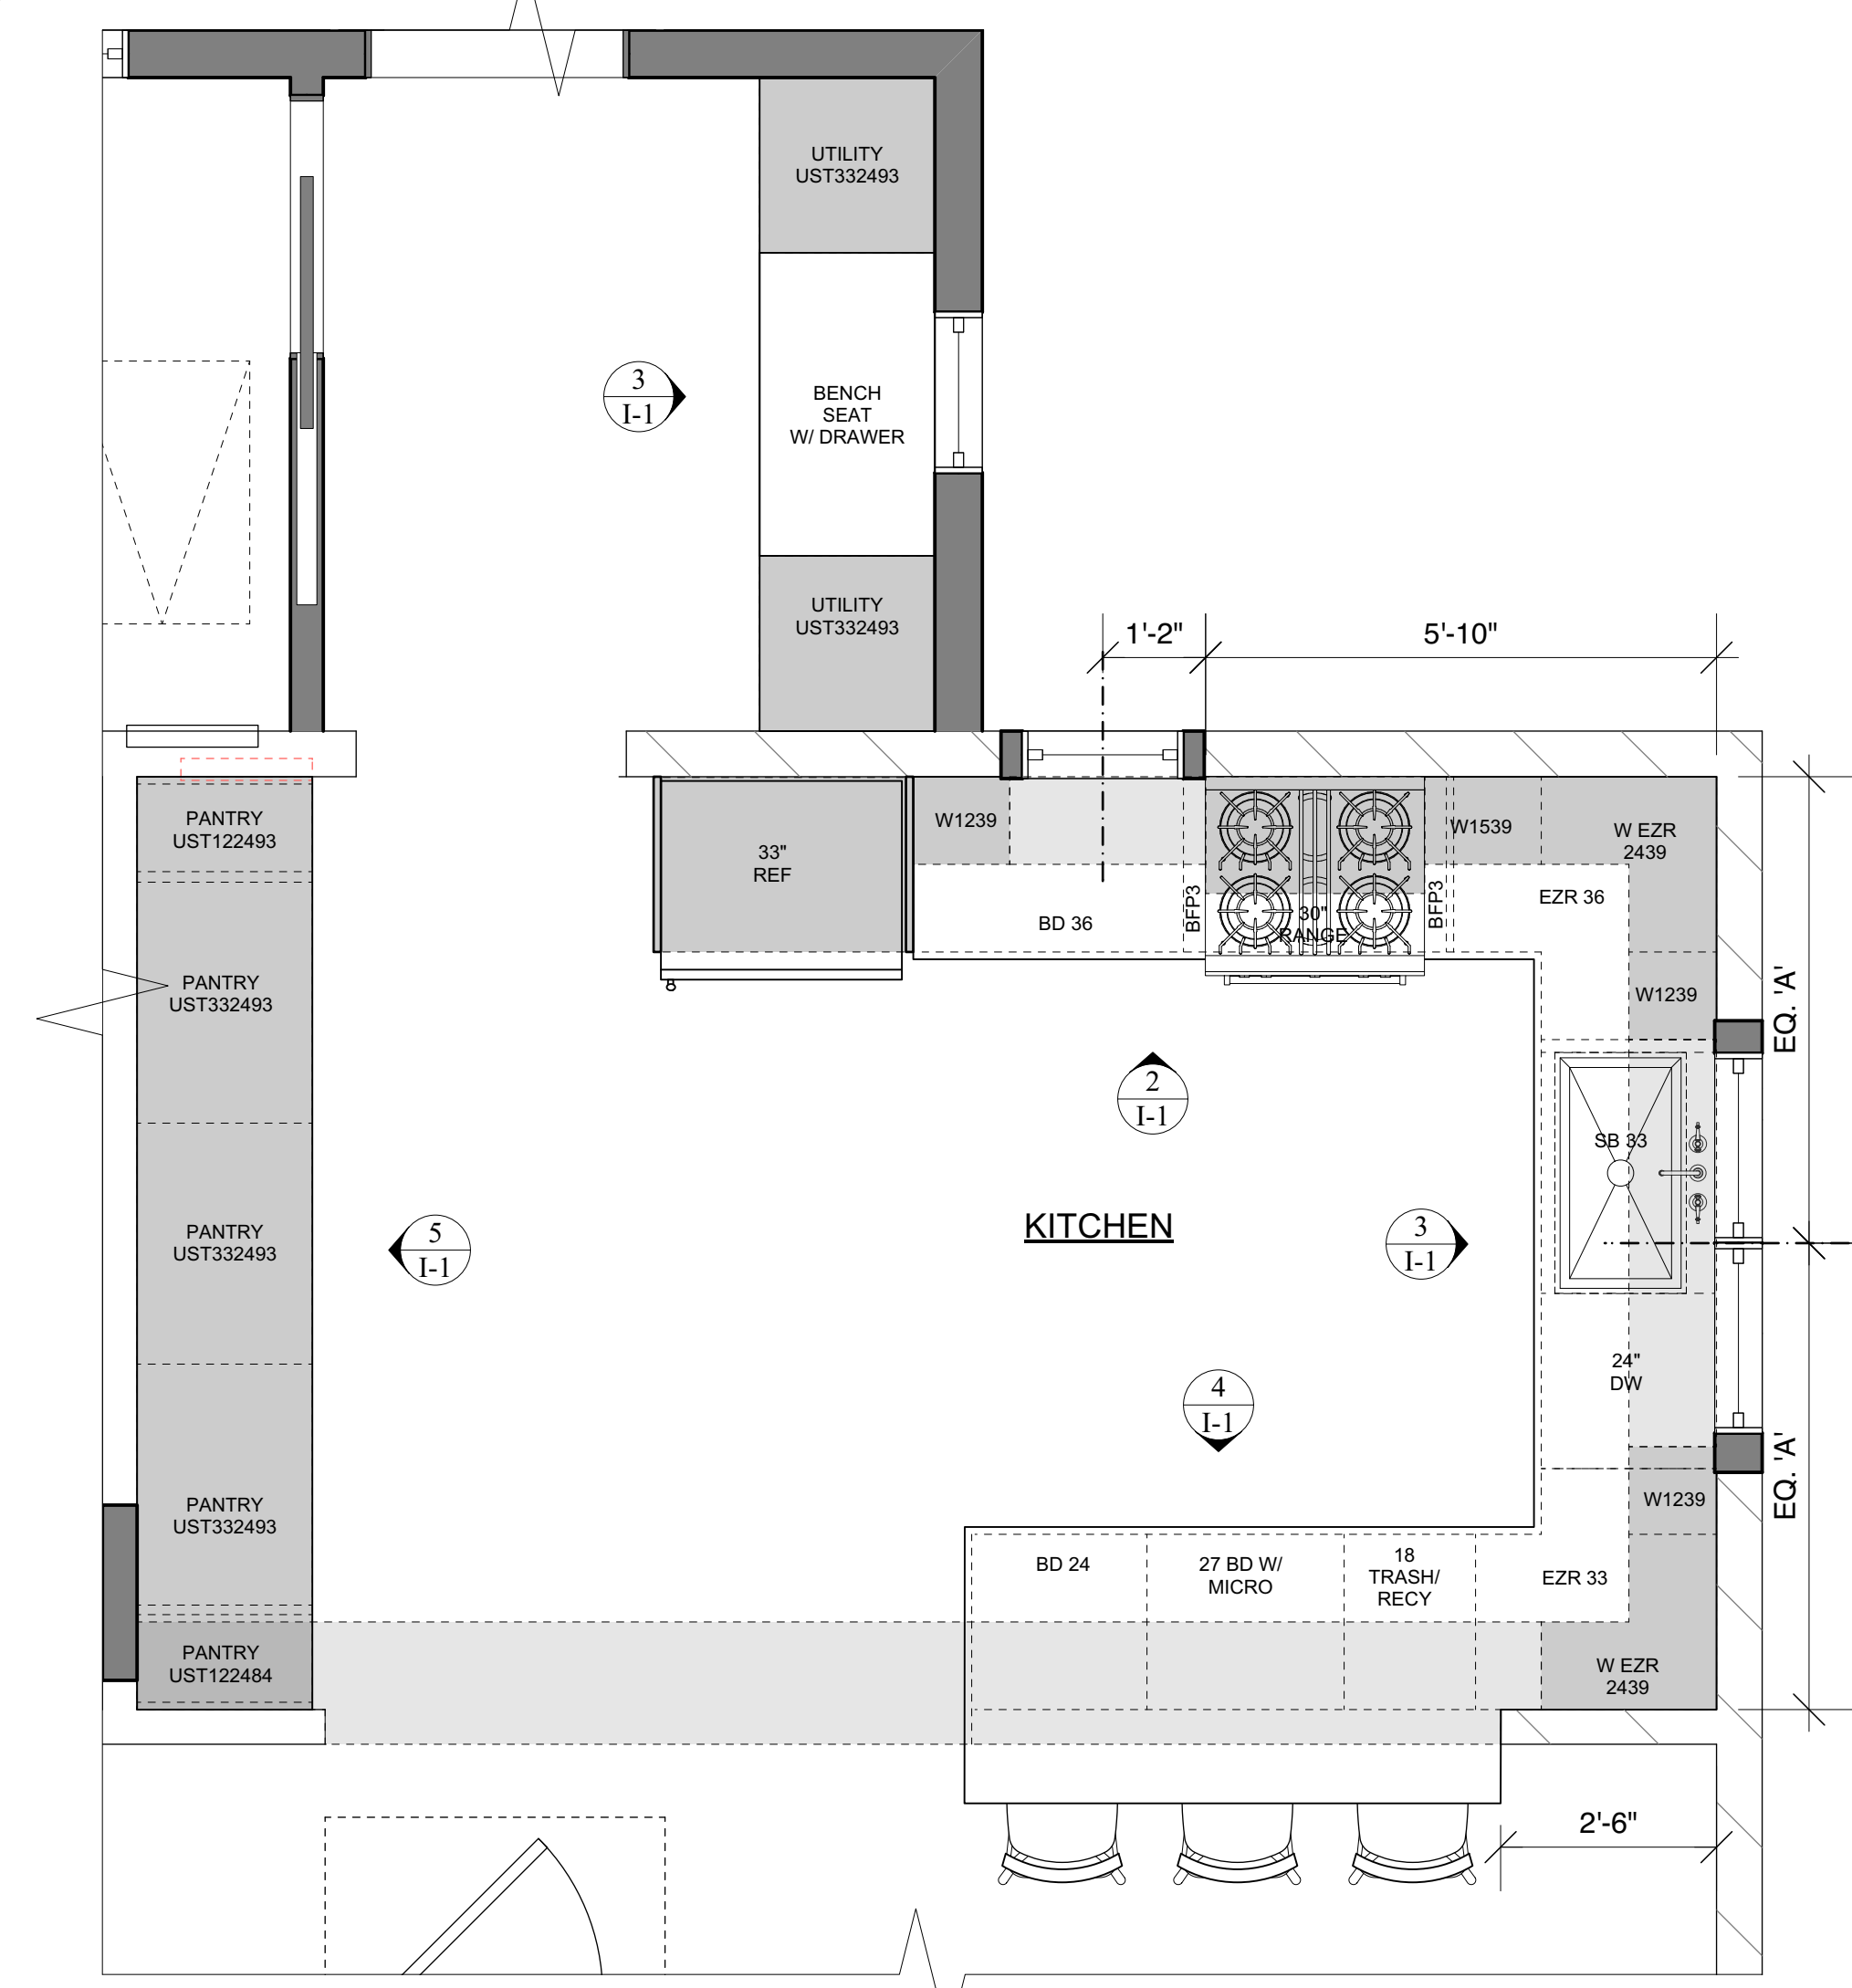 UTILITY
UST332493
3
I-1
BENCH
SEAT
W/ DRAWER
UTILITY
UST332493
1'-2"
5'-10"
PANTRY
UST122493
33"
REF
W1239
BFP3
BD 36
30"
RANGE
BFP3
W1539
W EZR
2439
EZR 36
PANTRY
UST332493
W1239
EQ. 'A'
2
I-1
SB 33
KITCHEN
PANTRY
UST332493
5
I-1
3
I-1
24"
DW
4
I-1
EQ. 'A'
W1239
PANTRY
UST332493
BD 24
27 BD W/
MICRO
18
TRASH/
RECY
EZR 33
PANTRY
UST122484
W EZR
2439
2'-6"